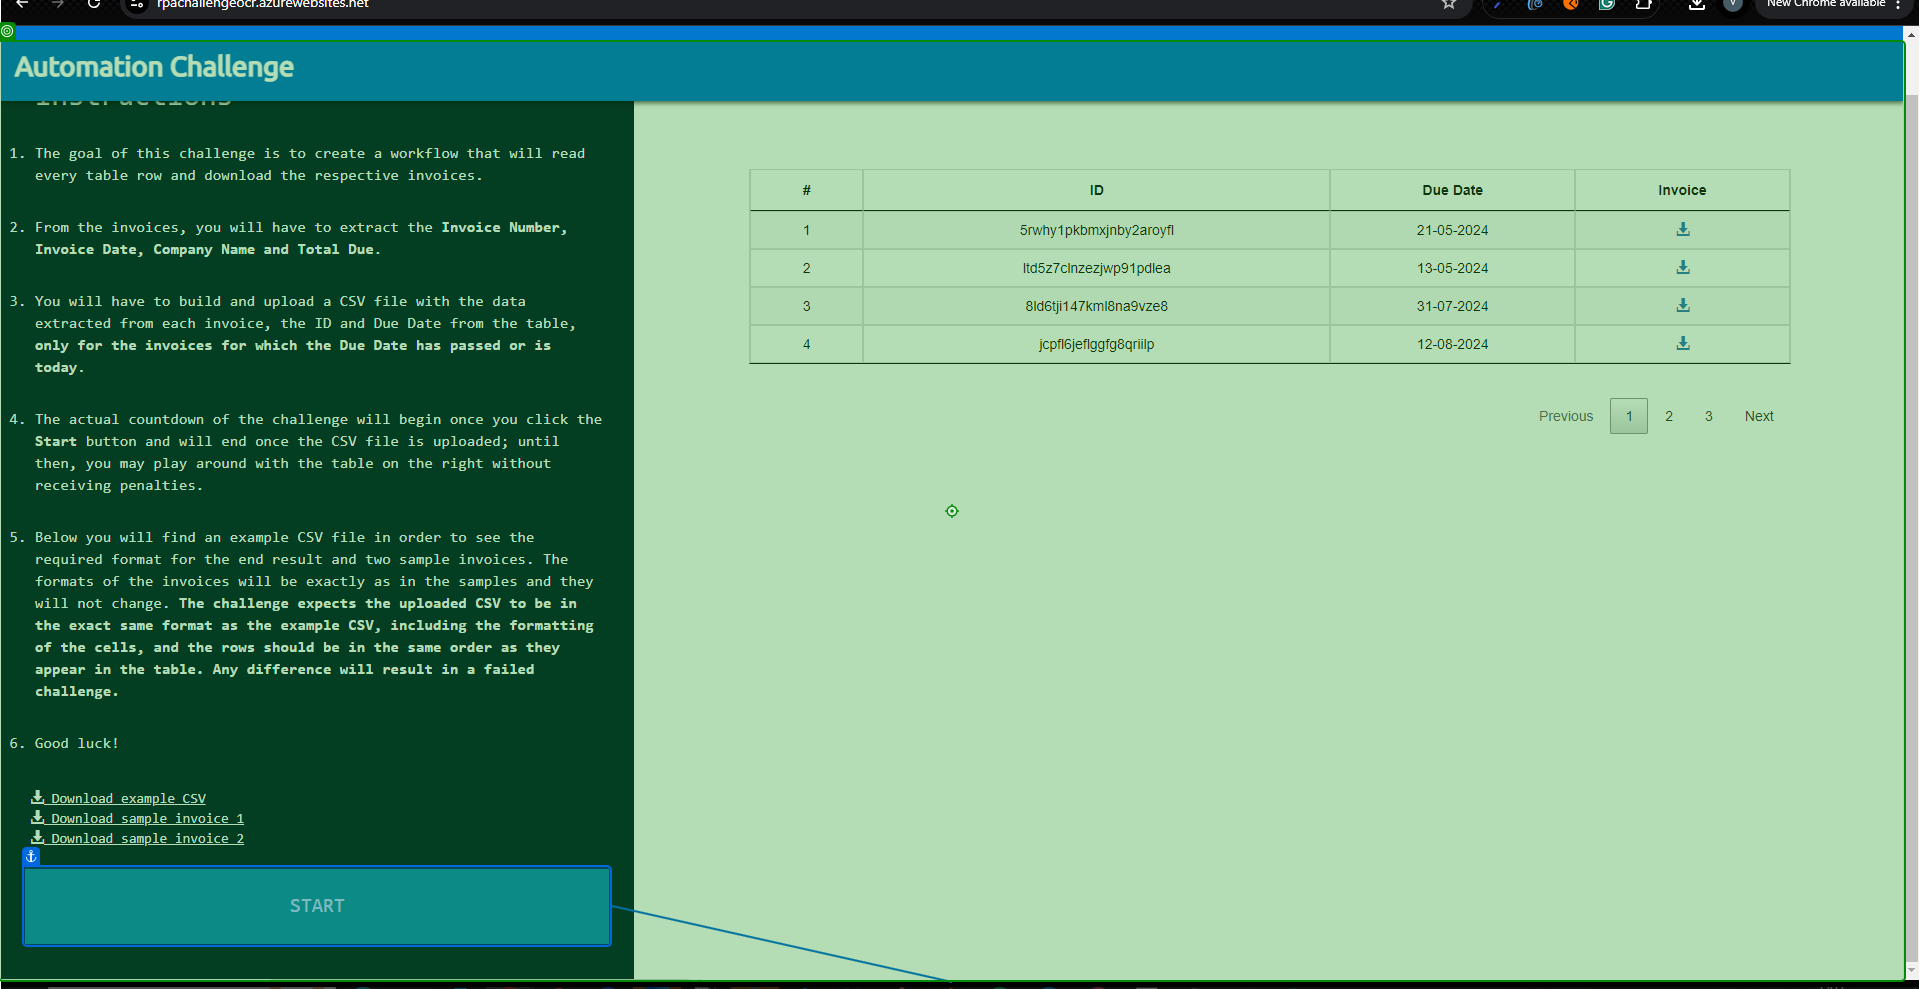 rpachallengeocr.azurewebsites.net
New Chrome available
Automation Challenge
Instructions
1. The goal of this challenge is to create a workflow that will read
every table row and download the respective invoices.
2. From the invoices, you will have to extract the Invoice Number,
Invoice Date, Company Name and Total Due.
3. You will have to build and upload a CSV file with the data
extracted from each invoice, the ID and Due Date from the table,
only for the invoices for which the Due Date has passed or is
today.
4. The actual countdown of the challenge will begin once you click the
Start button and will end once the CSV file is uploaded; until
then, you may play around with the table on the right without
receiving penalties.
5. Below you will find an example CSV file in order to see the
required format for the end result and two sample invoices. The
formats of the invoices will be exactly as in the samples and they
will not change. The challenge expects the uploaded CSV to be in
the exact same format as the example CSV, including the formatting
of the cells, and the rows should be in the same order as they
appear in the table. Any difference will result in a failed
challenge.
6. Good luck!
Download example CSV
Download sample invoice 1
Download sample invoice 2
START
# ID Due Date Invoice
1 5rwhy1pkbmxjnby2aroyfl 21-05-2024
2 ltd5z7clnzezjwp91pdlea 13-05-2024
3 8ld6tji147kml8na9vze8 31-07-2024
4 jcpfl6jeflggfg8qriilp 12-08-2024
Previous 1 2 3 Next